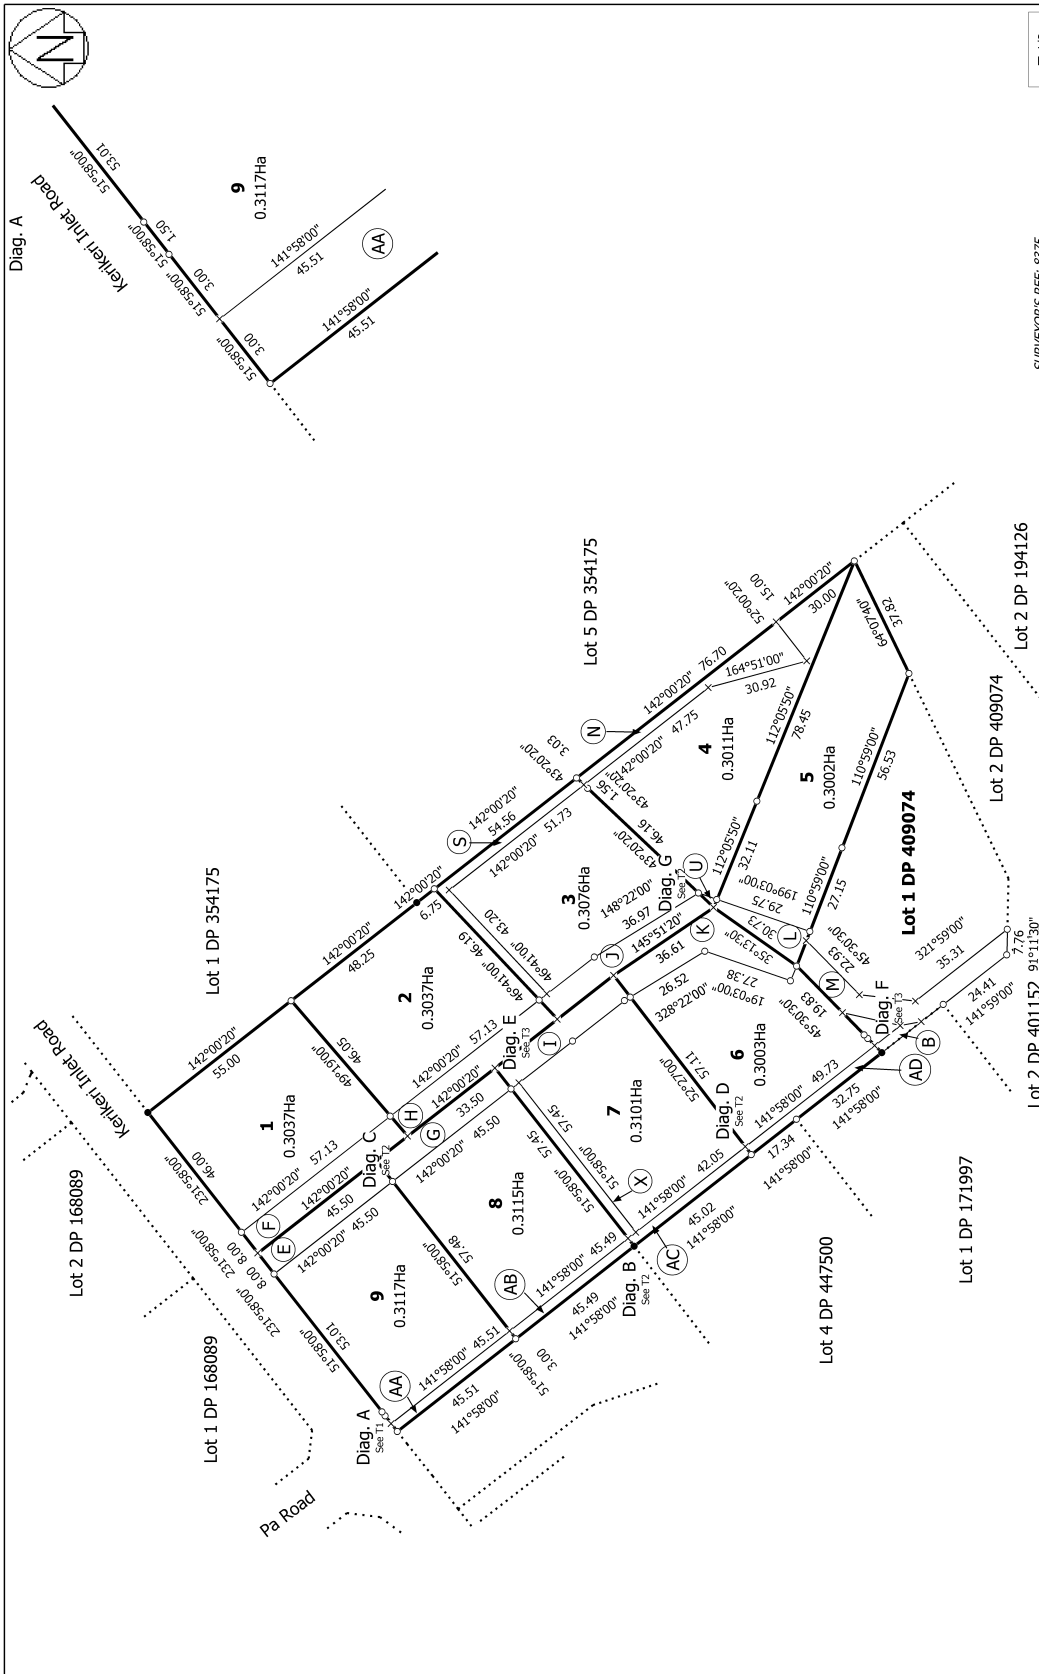 Diag. A
Kerikeri Inlet Road
51°58'00"
53.01
51°58'00"
1.50
51°58'00"
3.00
51°58'00"
3.00
9
0.3117Ha
141°58'00"
45.51
AA
141°58'00"
45.51
N
Kerikeri Inlet Road
Lot 2 DP 168089
Lot 1 DP 168089
Pa Road
Lot 1 DP 354175
Lot 5 DP 354175
231°58'00"
46.00
142°00'20"
55.00
1
0.3037Ha
49°19'00"
46.05
142°00'20"
48.25
142°00'20"
6.75
2
0.3037Ha
231°58'00"
8.00
8.00
231°58'00"
F
E
142°00'20"
57.13
142°00'20"
45.50
142°00'20"
45.50
51°58'00"
53.01
9
0.3117Ha
Diag. A
See T1
AA
141°58'00"
45.51
45.51
141°58'00"
51°58'00"
3.00
51°58'00"
57.48
Diag. C
See T2
H
G
142°00'20"
57.13
142°00'20"
33.50
142°00'20"
45.50
8
0.3115Ha
AB
141°58'00"
45.49
45.49
141°58'00"
Diag. B
See T2
51°58'00"
57.45
57.45
51°58'00"
X
Diag. E
See T3
I
46°41'00"
46.19
46°41'00"
43.20
S
142°00'20"
54.56
142°00'20"
51.73
3
0.3076Ha
J
148°22'00"
36.97
145°51'20"
36.61
K
Diag. G
See T2
U
43°20'20"
46.16
43°20'20"
1.56
43°20'20"
3.03
N
142°00'20"
76.70
142°00'20"
47.75
4
0.3011Ha
164°51'00"
30.92
52°00'20"
15.00
142°00'20"
30.00
112°05'50"
78.45
112°05'50"
32.11
5
0.3002Ha
64°07'40"
37.82
110°59'00"
56.53
110°59'00"
27.15
199°03'00"
29.75
30.73
35°13'30"
L
7
0.3101Ha
52°27'00"
57.11
26.52
328°22'00"
27.38
19°03'00"
6
0.3003Ha
Diag. D
See T2
141°58'00"
42.05
45.02
141°58'00"
AC
17.34
141°58'00"
141°58'00"
49.73
32.75
141°58'00"
AD
B
45°30'30"
19.83
M
22.93
45°30'30"
Diag. F
See T3
Lot 1 DP 409074
321°59'00"
35.31
24.41
141°59'00"
7.76
91°11'30"
Lot 4 DP 447500
Lot 1 DP 171997
Lot 2 DP 401152
Lot 2 DP 409074
Lot 2 DP 194126